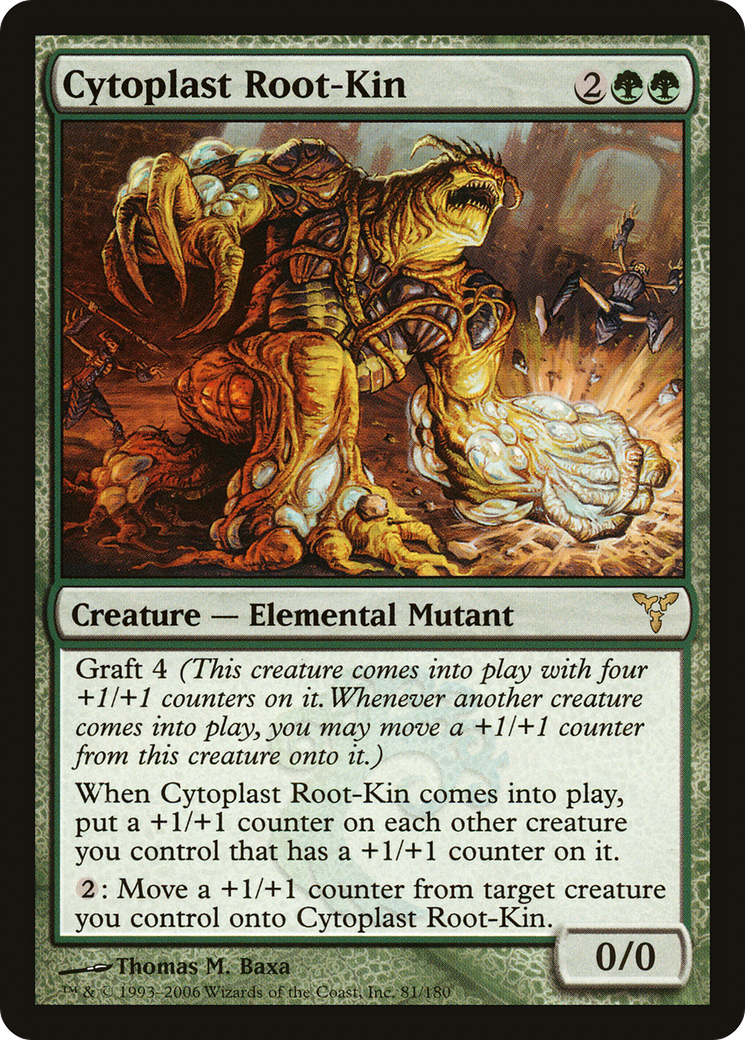 Cytoplast Root-Kin 2
Creature — Elemental Mutant
Graft 4 (This creature comes into play with four
+1/+1 counters on it. Whenever another creature
comes into play, you may move a +1/+1 counter
from this creature onto it.)
When Cytoplast Root-Kin comes into play,
put a +1/+1 counter on each other creature
you control that has a +1/+1 counter on it.
2: Move a +1/+1 counter from target creature
you control onto Cytoplast Root-Kin.
0/0
Thomas M. Baxa
™ & © 1993–2006 Wizards of the Coast, Inc. 81/180